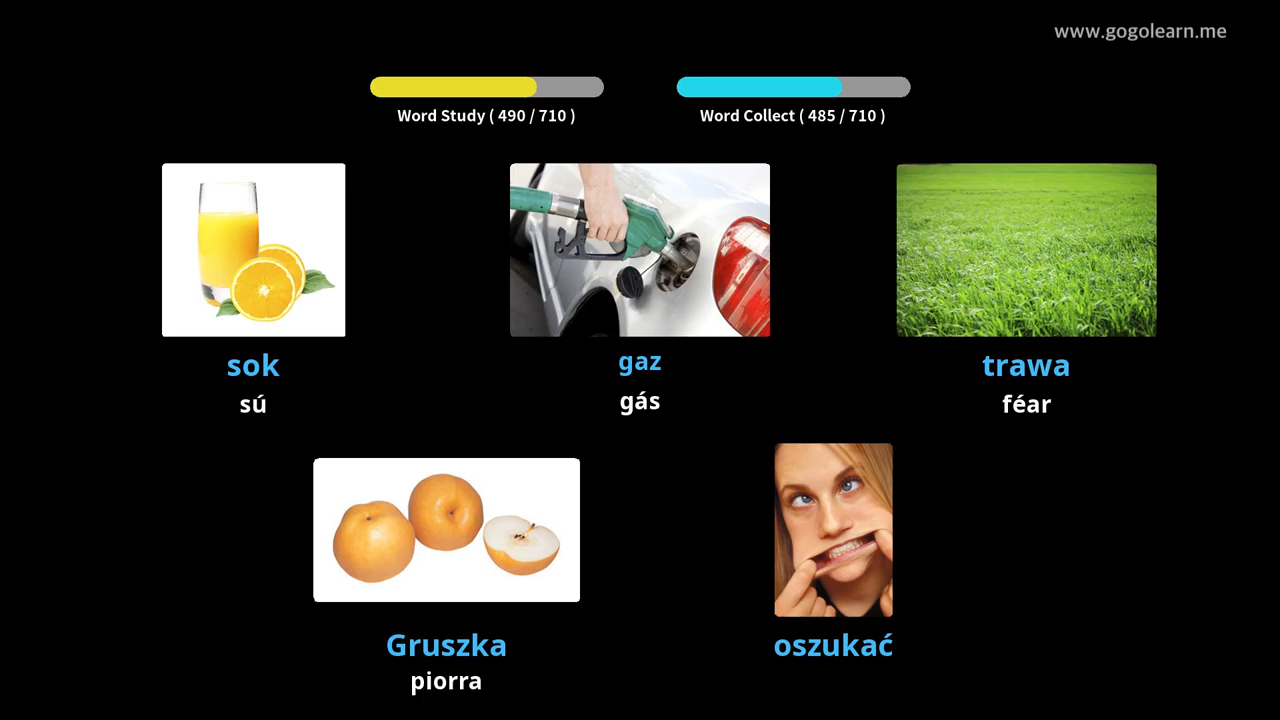 www.gogolearn.me
Word Study ( 490 / 710 )
Word Collect ( 485 / 710 )
sok
sú
gaz
gás
trawa
féar
Gruszka
piorra
oszukać